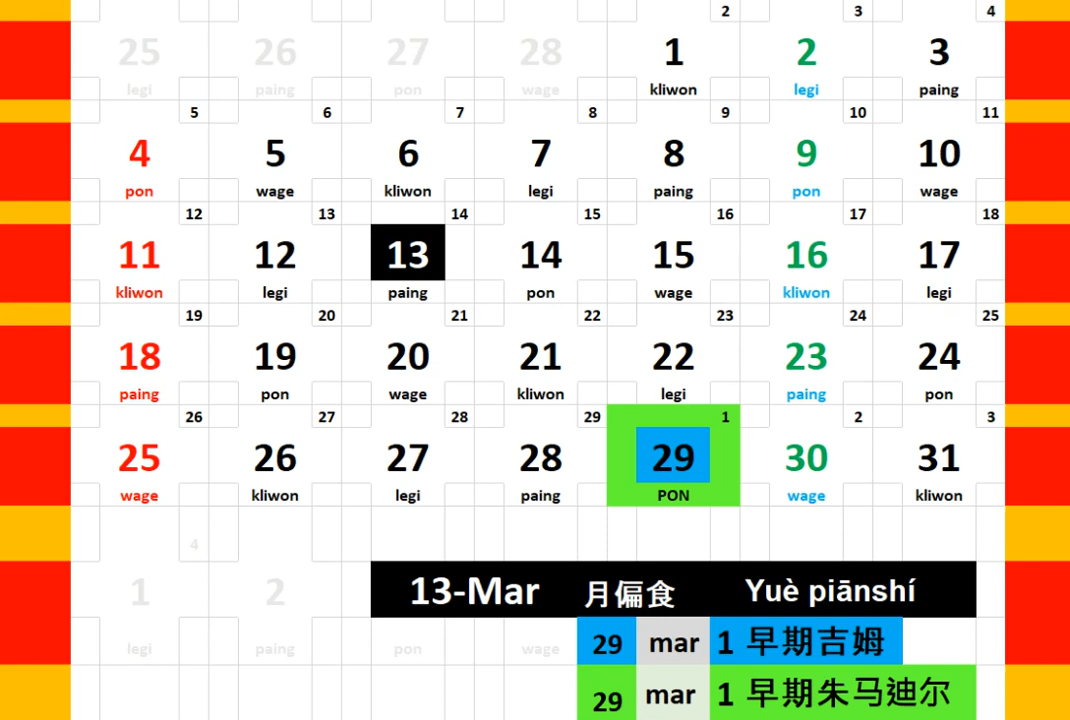 2 3 4
25 26 27 28 1 2 3
legi paing pon wage kliwon legi paing
5 6 7 8 9 10 11
4 5 6 7 8 9 10
pon wage kliwon legi paing pon wage
12 13 14 15 16 17 18
11 12 13 14 15 16 17
kliwon legi paing pon wage kliwon legi
19 20 21 22 23 24 25
18 19 20 21 22 23 24
paing pon wage kliwon legi paing pon
26 27 28 29 1 2 3
25 26 27 28 29 30 31
wage kliwon legi paing PON wage kliwon
4
1 2 13-Mar 月偏食 Yuè piānshí
legi paing pon wage 29 mar 1 早期吉姆
29 mar 1 早期朱马迪尔